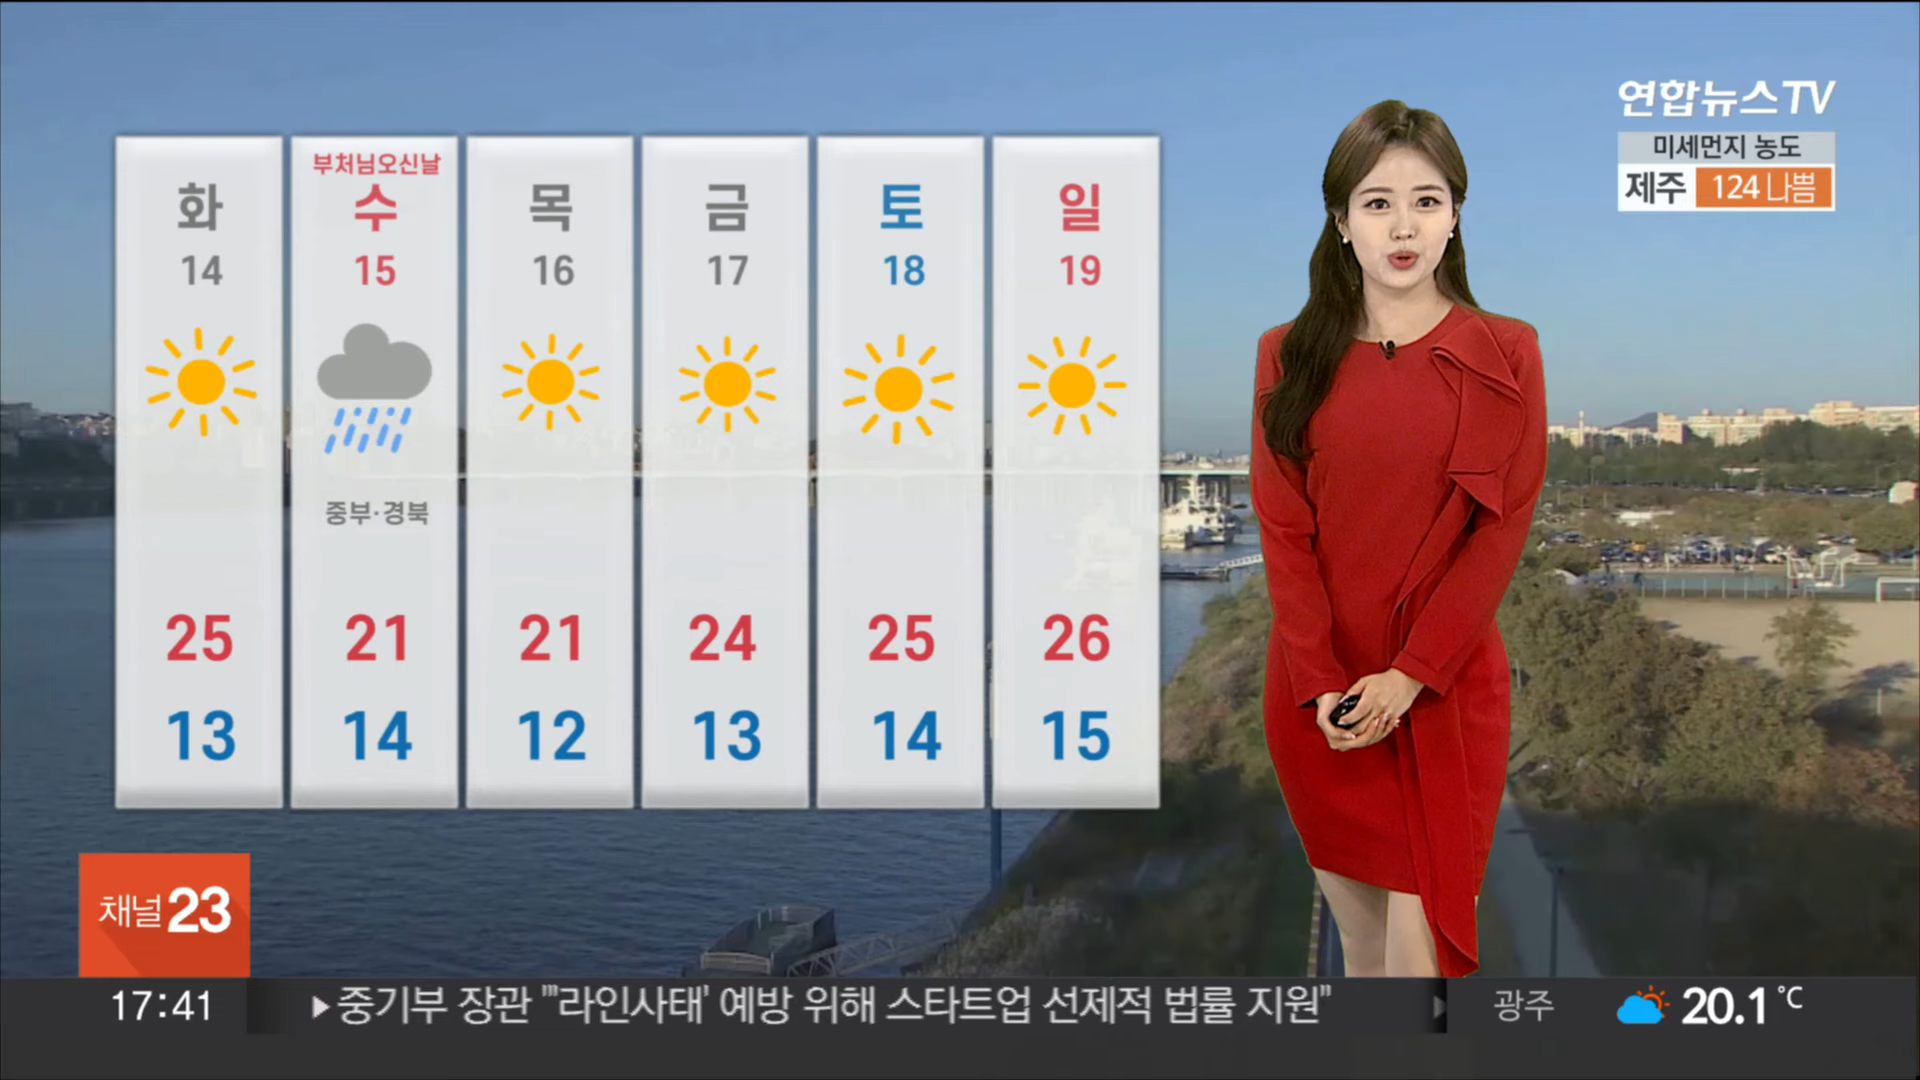 연합뉴스TV
미세먼지 농도
제주 124 나쁨
부처님오신날
화 수 목 금 토 일
14 15 16 17 18 19
중부·경북
25 21 21 24 25 26
13 14 12 13 14 15
채널 23
17:41 ▶중기부 장관 "'라인사태' 예방 위해 스타트업 선제적 법률 지원" 광주 20.1 ℃